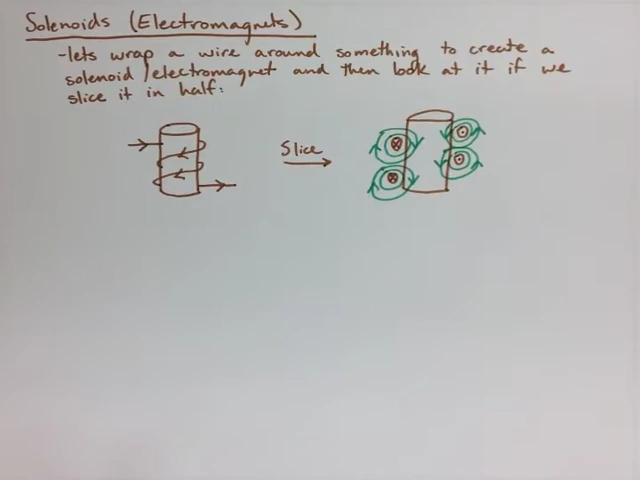 Solenoids (Electromagnets)
-lets wrap a wire around something to create a
solenoid/electromagnet and then look at it if we
slice it in half:
Slice